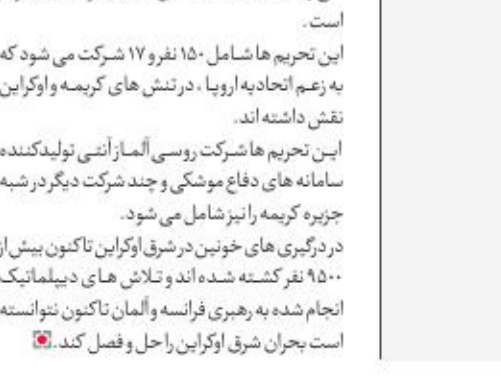 است.
این تحریم ها شامل ۱۵۰ نفر و ۱۷ شرکت می شود که
به زعم اتحادیه اروپا ، در تنش های کریمه و اوکراین
نقش داشته اند.
این تحریم ها شرکت روسی آلماز آنتی تولیدکننده
سامانه های دفاع موشکی و چند شرکت دیگر در شبه
جزیره کریمه را نیز شامل می شود.
در درگیری های خونین در شرق اوکراین تاکنون بیش از
۹۵۰۰ نفر کشته شده اند و تلاش های دیپلماتیک
انجام شده به رهبری فرانسه و آلمان تاکنون نتوانسته
است بحران شرق اوکراین را حل و فصل کند.